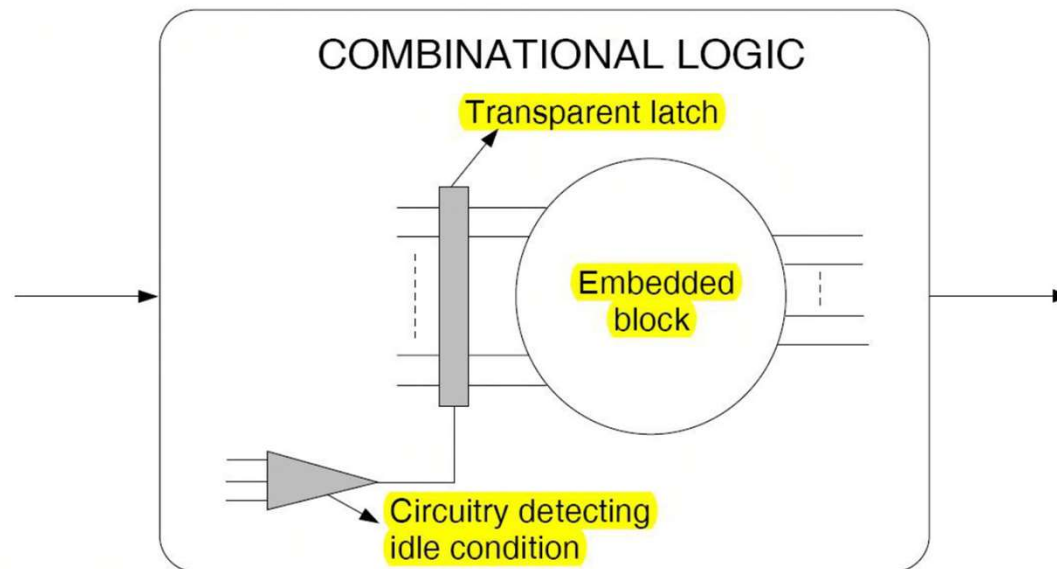 COMBINATIONAL LOGIC
Transparent latch
Embedded
block
Circuitry detecting
idle condition